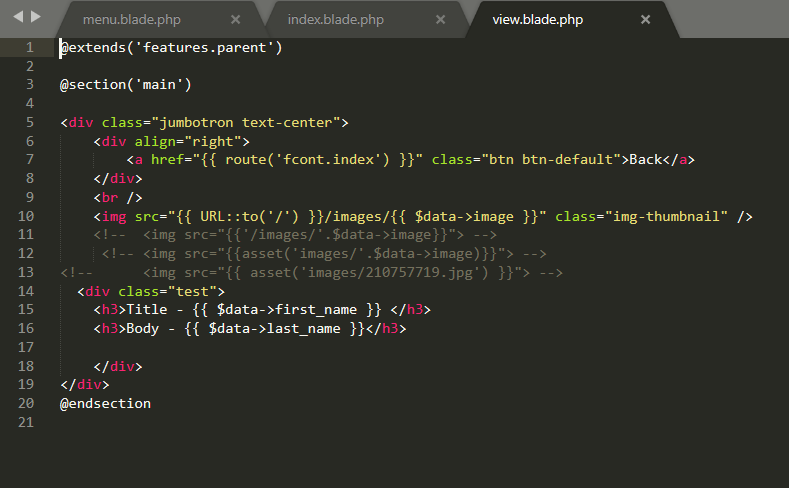 menu.blade.php × index.blade.php × view.blade.php ×
1 @extends('features.parent')
2
3 @section('main')
4
5 <div class="jumbotron text-center">
6     <div align="right">
7         <a href="{{ route('fcont.index') }}" class="btn btn-default">Back</a>
8     </div>
9     <br />
10     <img src="{{ URL::to('/') }}/images/{{ $data->image }}" class="img-thumbnail" />
11     <!--  <img src="{{'/images/'.$data->image}}"> -->
12      <!-- <img src="{{asset('images/'.$data->image)}}"> -->
13 <!--      <img src="{{ asset('images/210757719.jpg') }}"> -->
14   <div class="test">
15     <h3>Title - {{ $data->first_name }} </h3>
16     <h3>Body - {{ $data->last_name }}</h3>
17
18     </div>
19 </div>
20 @endsection
21